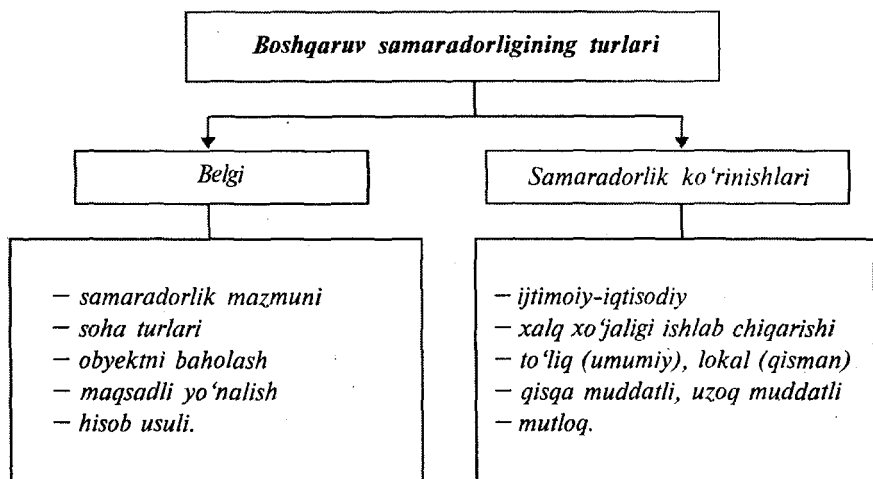 Boshqaruv samaradorligining turlari
Belgi
Samaradorlik ko‘rinishlari
— samaradorlik mazmuni
— soha turlari
— obyektni baholash
— maqsadli yo‘nalish
— hisob usuli.
— ijtimoiy-iqtisodiy
— xalq xo‘jaligi ishlab chiqarishi
— to‘liq (umumiy), lokal (qisman)
— qisqa muddatli, uzoq muddatli
— mutloq.